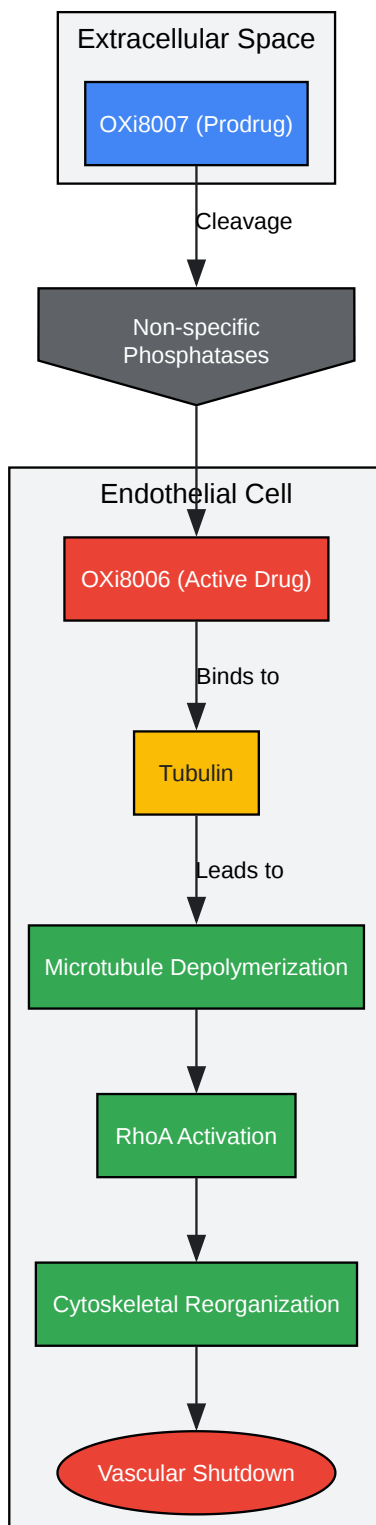 Extracellular Space
OXi8007 (Prodrug)
Cleavage
Non-specific
Phosphatases
Endothelial Cell
OXi8006 (Active Drug)
Binds to
Tubulin
Leads to
Microtubule Depolymerization
RhoA Activation
Cytoskeletal Reorganization
Vascular Shutdown